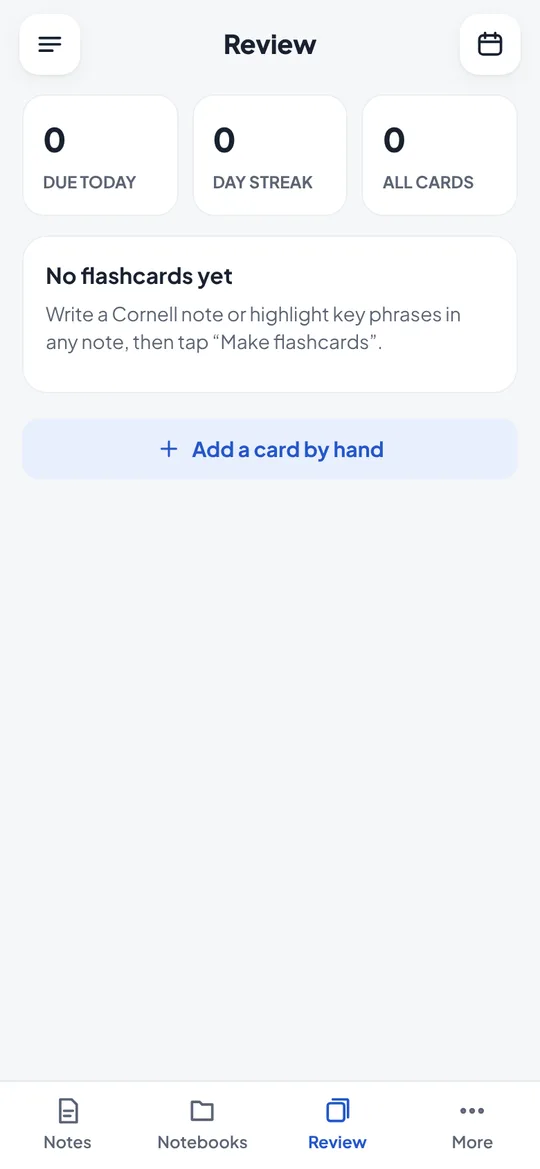 Review
0
DUE TODAY
0
DAY STREAK
0
ALL CARDS
No flashcards yet
Write a Cornell note or highlight key phrases in
any note, then tap “Make flashcards”.
Add a card by hand
Notes
Notebooks
Review
More